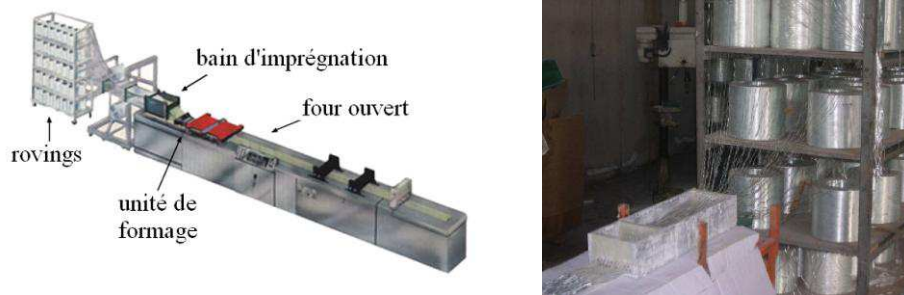 bain d'imprégnation
four ouvert
rovings
unité de
formage